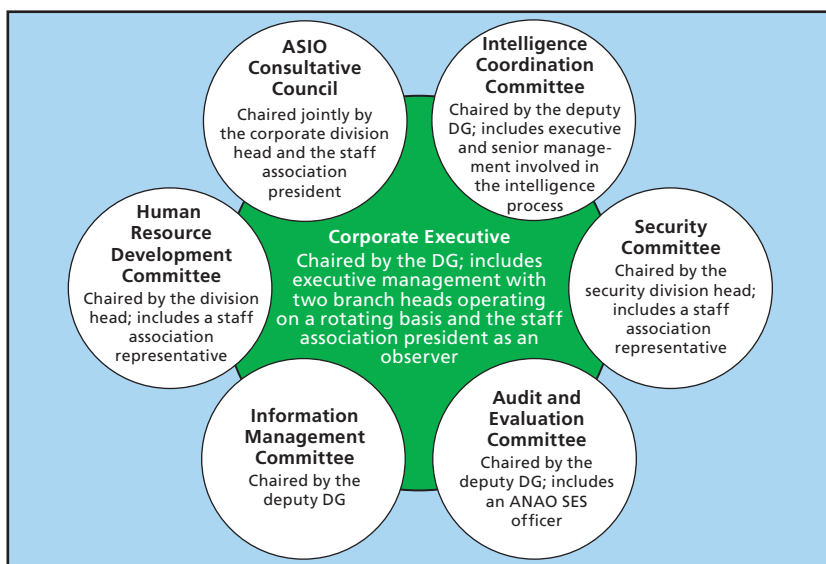 ASIO
Consultative
Council
Chaired jointly by
the corporate division
head and the staff
association
president
Intelligence
Coordination
Committee
Chaired by the deputy
DG; includes executive
and senior manage-
ment involved in
the intelligence
process
Human
Resource
Development
Committee
Chaired by the division
head; includes a staff
association
representative
Corporate Executive
Chaired by the DG; includes
executive management with
two branch heads operating
on a rotating basis and the staff
association president as an
observer
Security
Committee
Chaired by the
security division head;
includes a staff
association
representative
Information
Management
Committee
Chaired by the
deputy DG
Audit and
Evaluation
Committee
Chaired by the
deputy DG; includes
an ANAO SES
officer